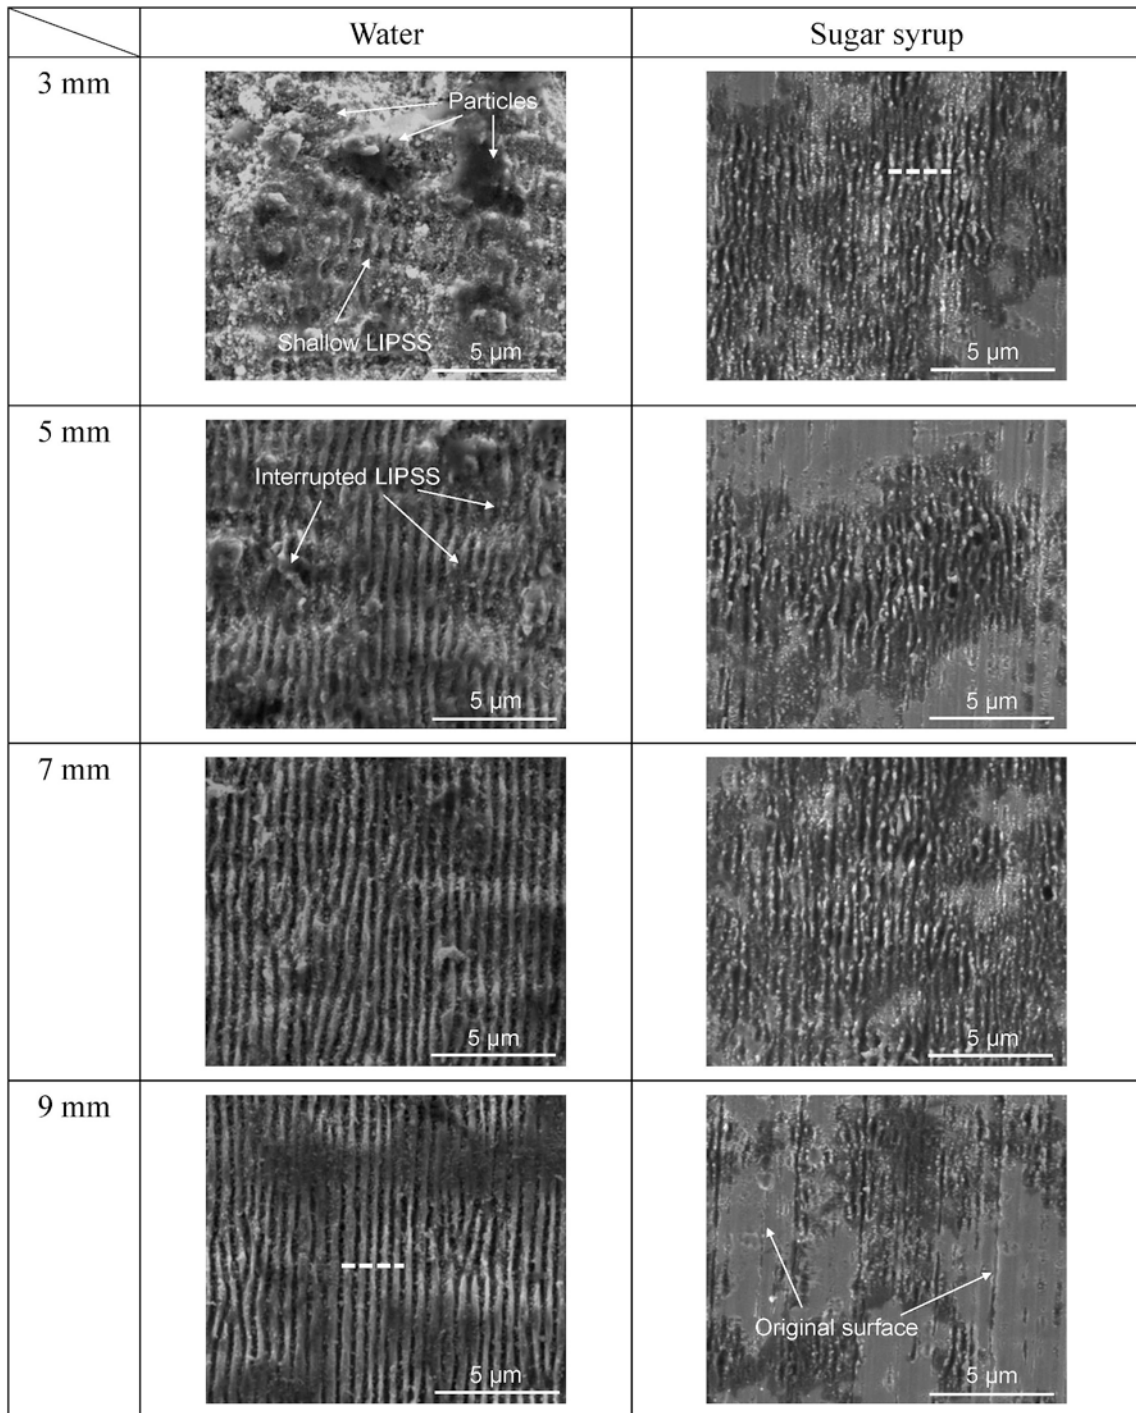 Water
Sugar syrup
3 mm
Particles
Shallow LIPSS
5 µm
5 µm
5 mm
Interrupted LIPSS
5 µm
5 µm
7 mm
5 µm
5 µm
9 mm
5 µm
Original surface
5 µm